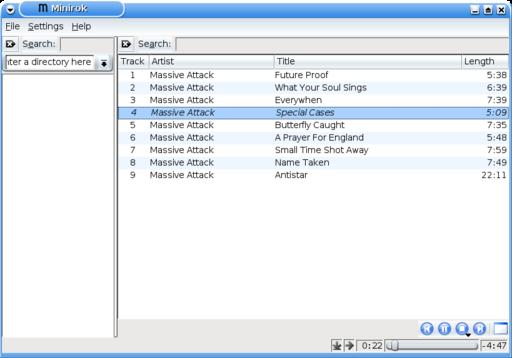 Minirok
File Settings Help
Search: Search:
iter a directory here
Track Artist Title Length
1 Massive Attack Future Proof 5:38
2 Massive Attack What Your Soul Sings 6:39
3 Massive Attack Everywhen 7:39
4 Massive Attack Special Cases 5:09
5 Massive Attack Butterfly Caught 7:35
6 Massive Attack A Prayer For England 5:48
7 Massive Attack Small Time Shot Away 7:59
8 Massive Attack Name Taken 7:49
9 Massive Attack Antistar 22:11
0:22 -4:47